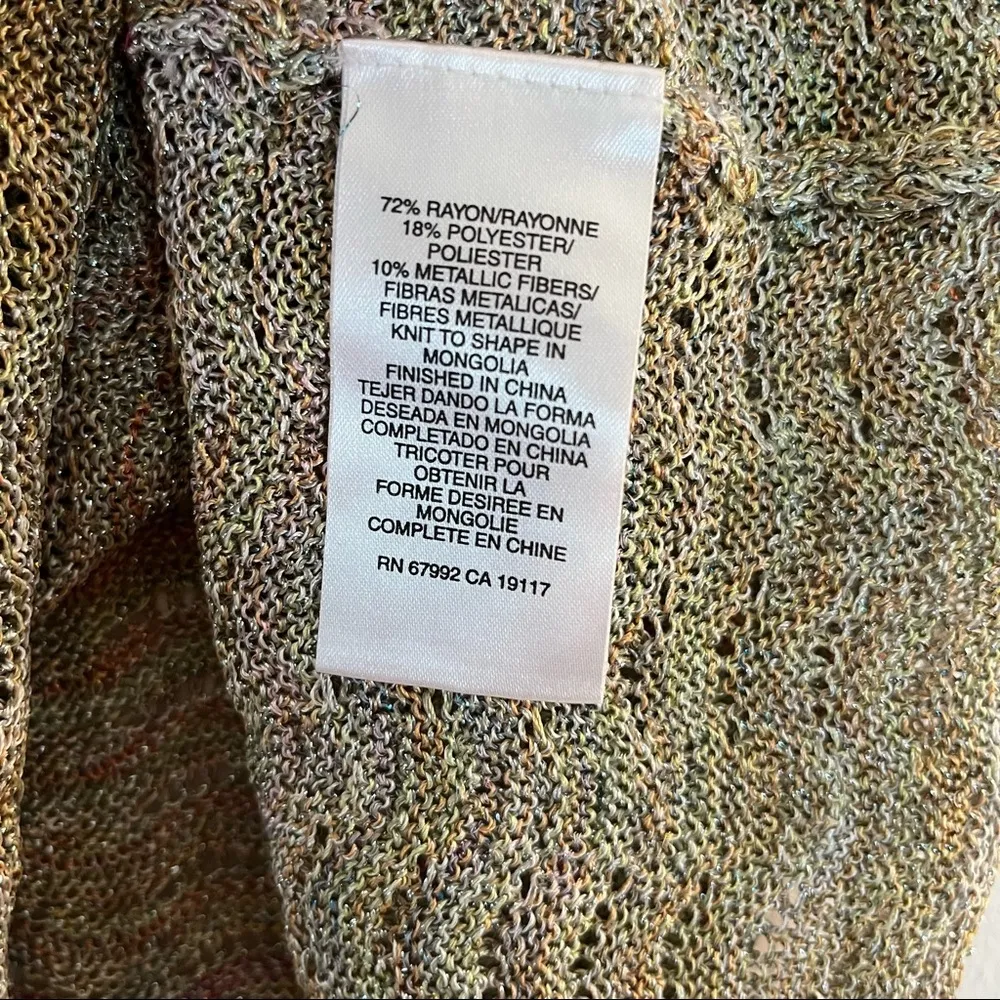 72% RAYON/RAYONNE
18% POLYESTER/
POLIESTER
10% METALLIC FIBERS/
FIBRAS METALICAS/
FIBRES METALLIQUE
KNIT TO SHAPE IN
MONGOLIA
FINISHED IN CHINA
TEJER DANDO LA FORMA
DESEADA EN MONGOLIA
COMPLETADO EN CHINA
TRICOTER POUR
OBTENIR LA
FORME DESIREE EN
MONGOLIE
COMPLETE EN CHINE
RN 67992 CA 19117